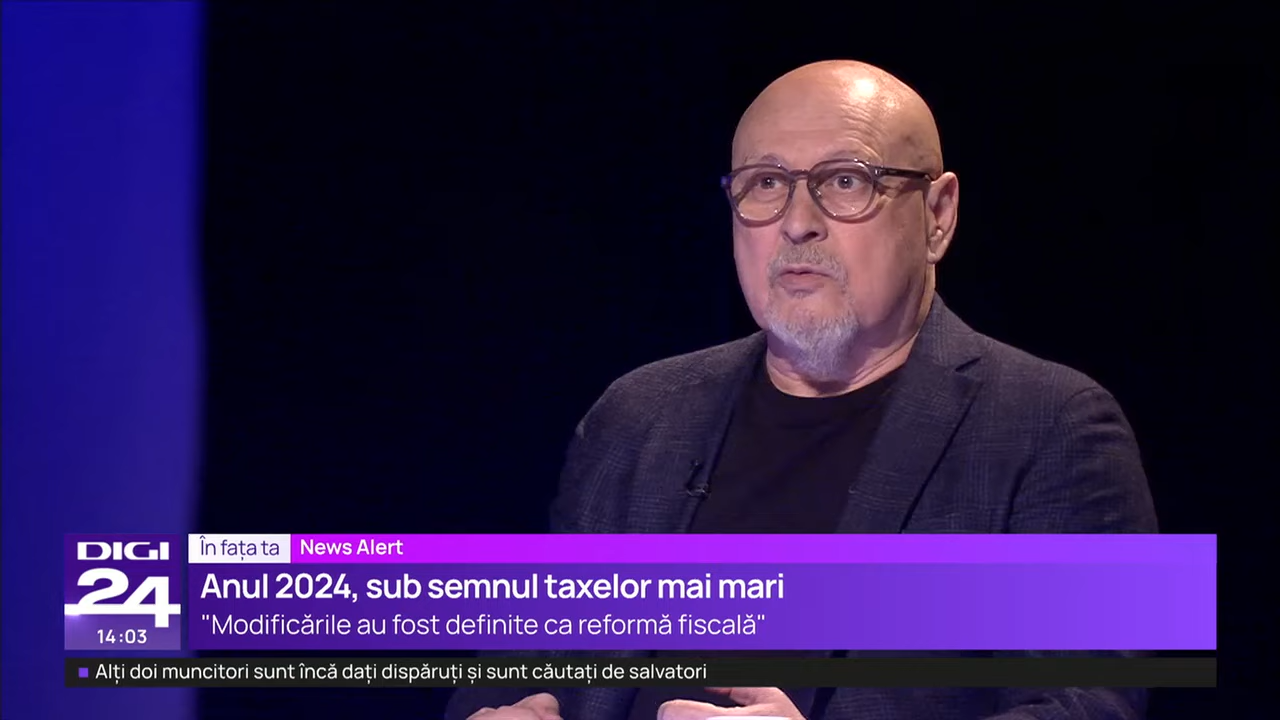 DIGI
24
14:03
În fața ta
News Alert
Anul 2024, sub semnul taxelor mai mari
"Modificările au fost definite ca reformă fiscală"
Alți doi muncitori sunt încă dați dispăruți și sunt căutați de salvatori